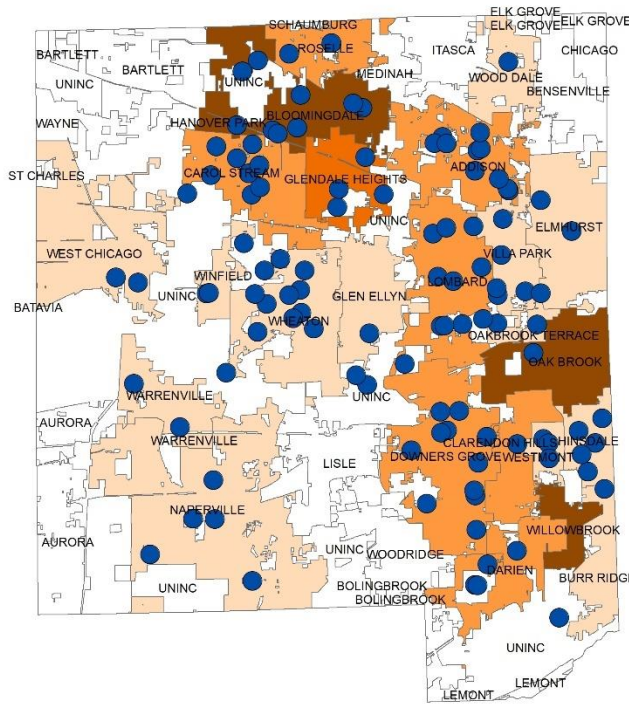 SCHAUMBURG
ELK GROVE
ELK GROVE
ELK GROVE
BARTLETT
ROSELLE
ITASCA
CHICAGO
BARTLETT
UNINC
MEDINAH
WOOD DALE
UNINC
BENSENVILLE
WAYNE
HANOVER PARK
BLOOMINGDALE
ADDISON
ST CHARLES
CAROL STREAM
GLENDALE HEIGHTS
UNINC
ELMHURST
WEST CHICAGO
VILLA PARK
WINFIELD
LOMBARD
BATAVIA
UNINC
GLEN ELLYN
WHEATON
OAKBROOK TERRACE
OAK BROOK
WARRENVILLE
UNINC
AURORA
WARRENVILLE
CLARENDON HILLS
HINSDALE
DOWNERS GROVE
WESTMONT
LISLE
NAPERVILLE
WILLOWBROOK
AURORA
UNINC
WOODRIDGE
DARIEN
UNINC
BOLINGBROOK
BURR RIDGE
BOLINGBROOK
UNINC
LEMONT
LEMONT